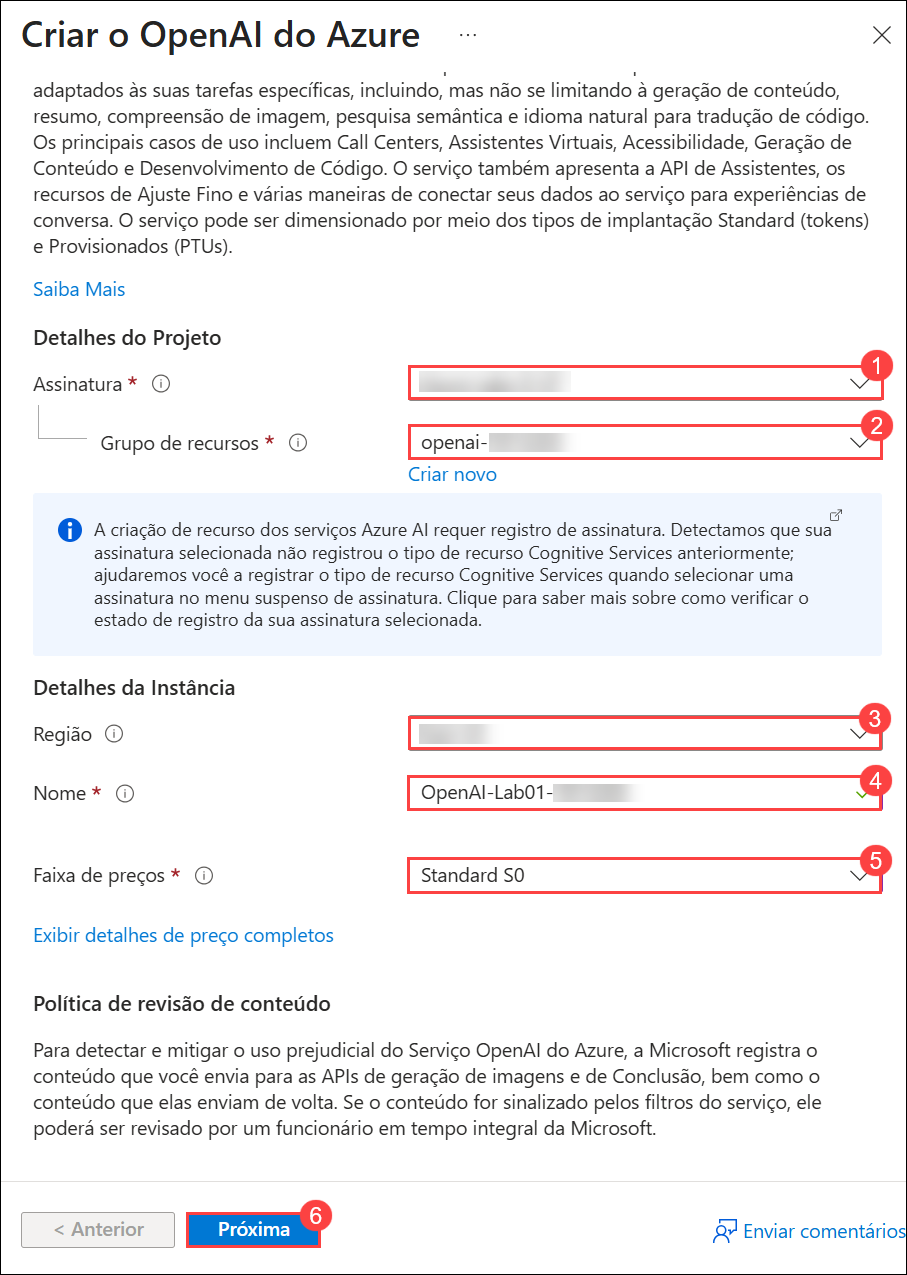 Criar o OpenAI do Azure ...
adaptados às suas tarefas específicas, incluindo, mas não se limitando à geração de conteúdo,
resumo, compreensão de imagem, pesquisa semântica e idioma natural para tradução de código.
Os principais casos de uso incluem Call Centers, Assistentes Virtuais, Acessibilidade, Geração de
Conteúdo e Desenvolvimento de Código. O serviço também apresenta a API de Assistentes, os
recursos de Ajuste Fino e várias maneiras de conectar seus dados ao serviço para experiências de
conversa. O serviço pode ser dimensionado por meio dos tipos de implantação Standard (tokens)
e Provisionados (PTUs).
Saiba Mais
Detalhes do Projeto
Assinatura * 1
Grupo de recursos * openai- 2
Criar novo
A criação de recurso dos serviços Azure AI requer registro de assinatura. Detectamos que sua
assinatura selecionada não registrou o tipo de recurso Cognitive Services anteriormente;
ajudaremos você a registrar o tipo de recurso Cognitive Services quando selecionar uma
assinatura no menu suspenso de assinatura. Clique para saber mais sobre como verificar o
estado de registro da sua assinatura selecionada.
Detalhes da Instância
Região 3
Nome * OpenAI-Lab01- 4
Faixa de preços * Standard S0 5
Exibir detalhes de preço completos
Política de revisão de conteúdo
Para detectar e mitigar o uso prejudicial do Serviço OpenAI do Azure, a Microsoft registra o
conteúdo que você envia para as APIs de geração de imagens e de Conclusão, bem como o
conteúdo que elas enviam de volta. Se o conteúdo for sinalizado pelos filtros do serviço, ele
poderá ser revisado por um funcionário em tempo integral da Microsoft.
< Anterior Próxima 6 Enviar comentários